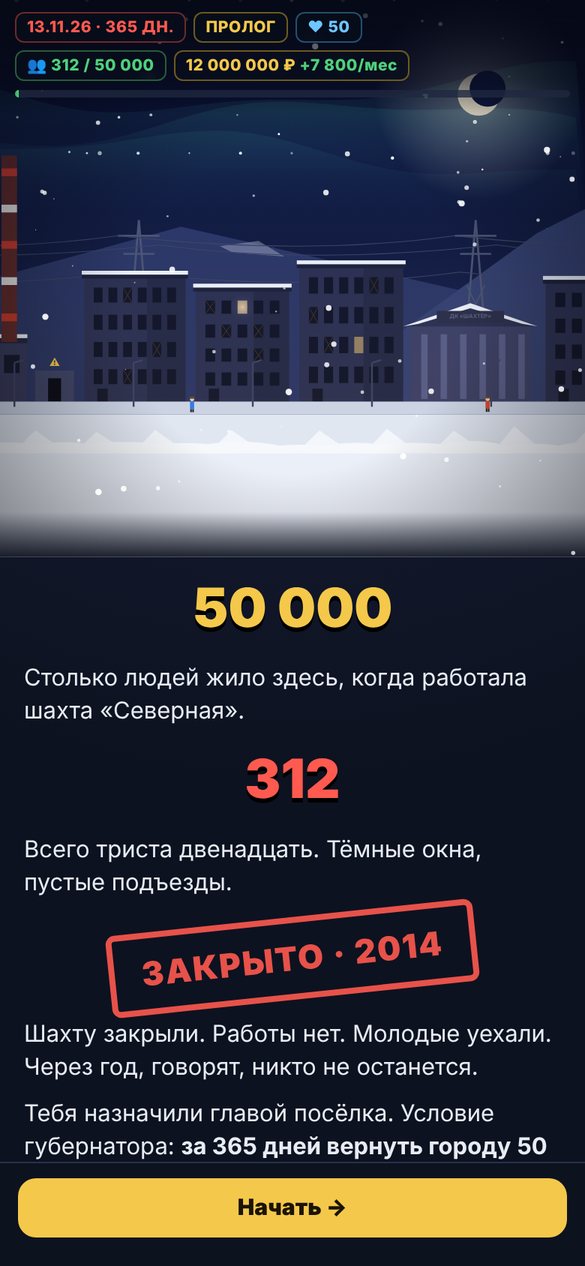 13.11.26 · 365 ДН.
ПРОЛОГ
♥ 50
👥 312 / 50 000
12 000 000 ₽ +7 800/мес
ДК «ШАХТЁР»
50 000
Столько людей жило здесь, когда работала
шахта «Северная».
312
Всего триста двенадцать. Тёмные окна,
пустые подъезды.
ЗАКРЫТО · 2014
Шахту закрыли. Работы нет. Молодые уехали.
Через год, говорят, никто не останется.
Тебя назначили главой посёлка. Условие
губернатора: за 365 дней вернуть городу 50
Начать →